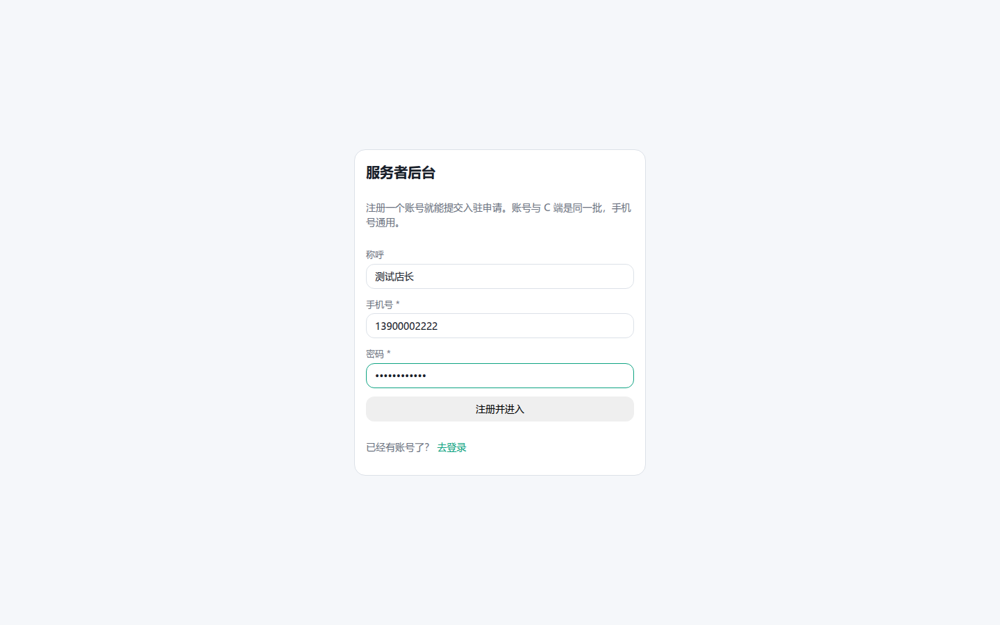 服务者后台
注册一个账号就能提交入驻申请。账号与 C 端是同一批，手机
号通用。
称呼
测试店长
手机号 *
13900002222
密码 *
••••••••••••
注册并进入
已经有账号了？ 去登录